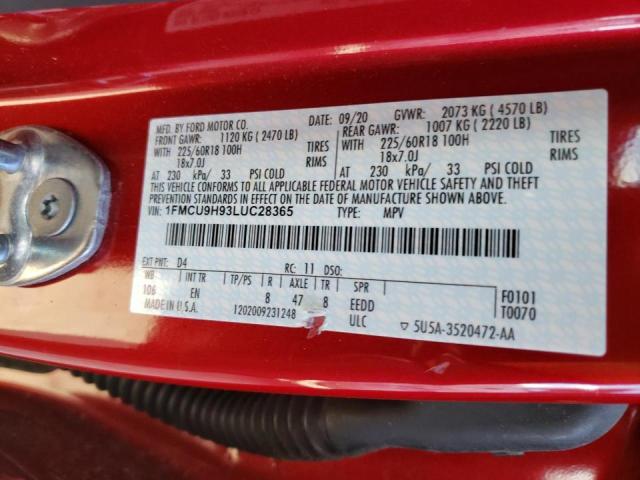 MFD. BY FORD MOTOR CO. DATE: 09/20 GVWR: 2073 KG ( 4570 LB)
FRONT GAWR: 1120 KG ( 2470 LB) REAR GAWR: 1007 KG ( 2220 LB)
WITH 225/60R18 100H TIRES WITH 225/60R18 100H TIRES
18x7.0J RIMS 18x7.0J RIMS
AT 230 kPa/ 33 PSI COLD AT 230 kPa/ 33 PSI COLD
THIS VEHICLE CONFORMS TO ALL APPLICABLE FEDERAL MOTOR VEHICLE SAFETY AND THEFT
PREVENTION STANDARDS IN EFFECT ON THE DATE OF MANUFACTURE SHOWN ABOVE.
VIN: 1FMCU9H93LUC28365 TYPE: MPV
EXT PNT: D4 RC: 11 DSO:
WB INT TR TP/PS R AXLE TR SPR F0101
106 EN 8 47 8 EEDD T0070
MADE IN U.S.A. 1202009231248 ULC ▽ 5U5A-3520472-AA